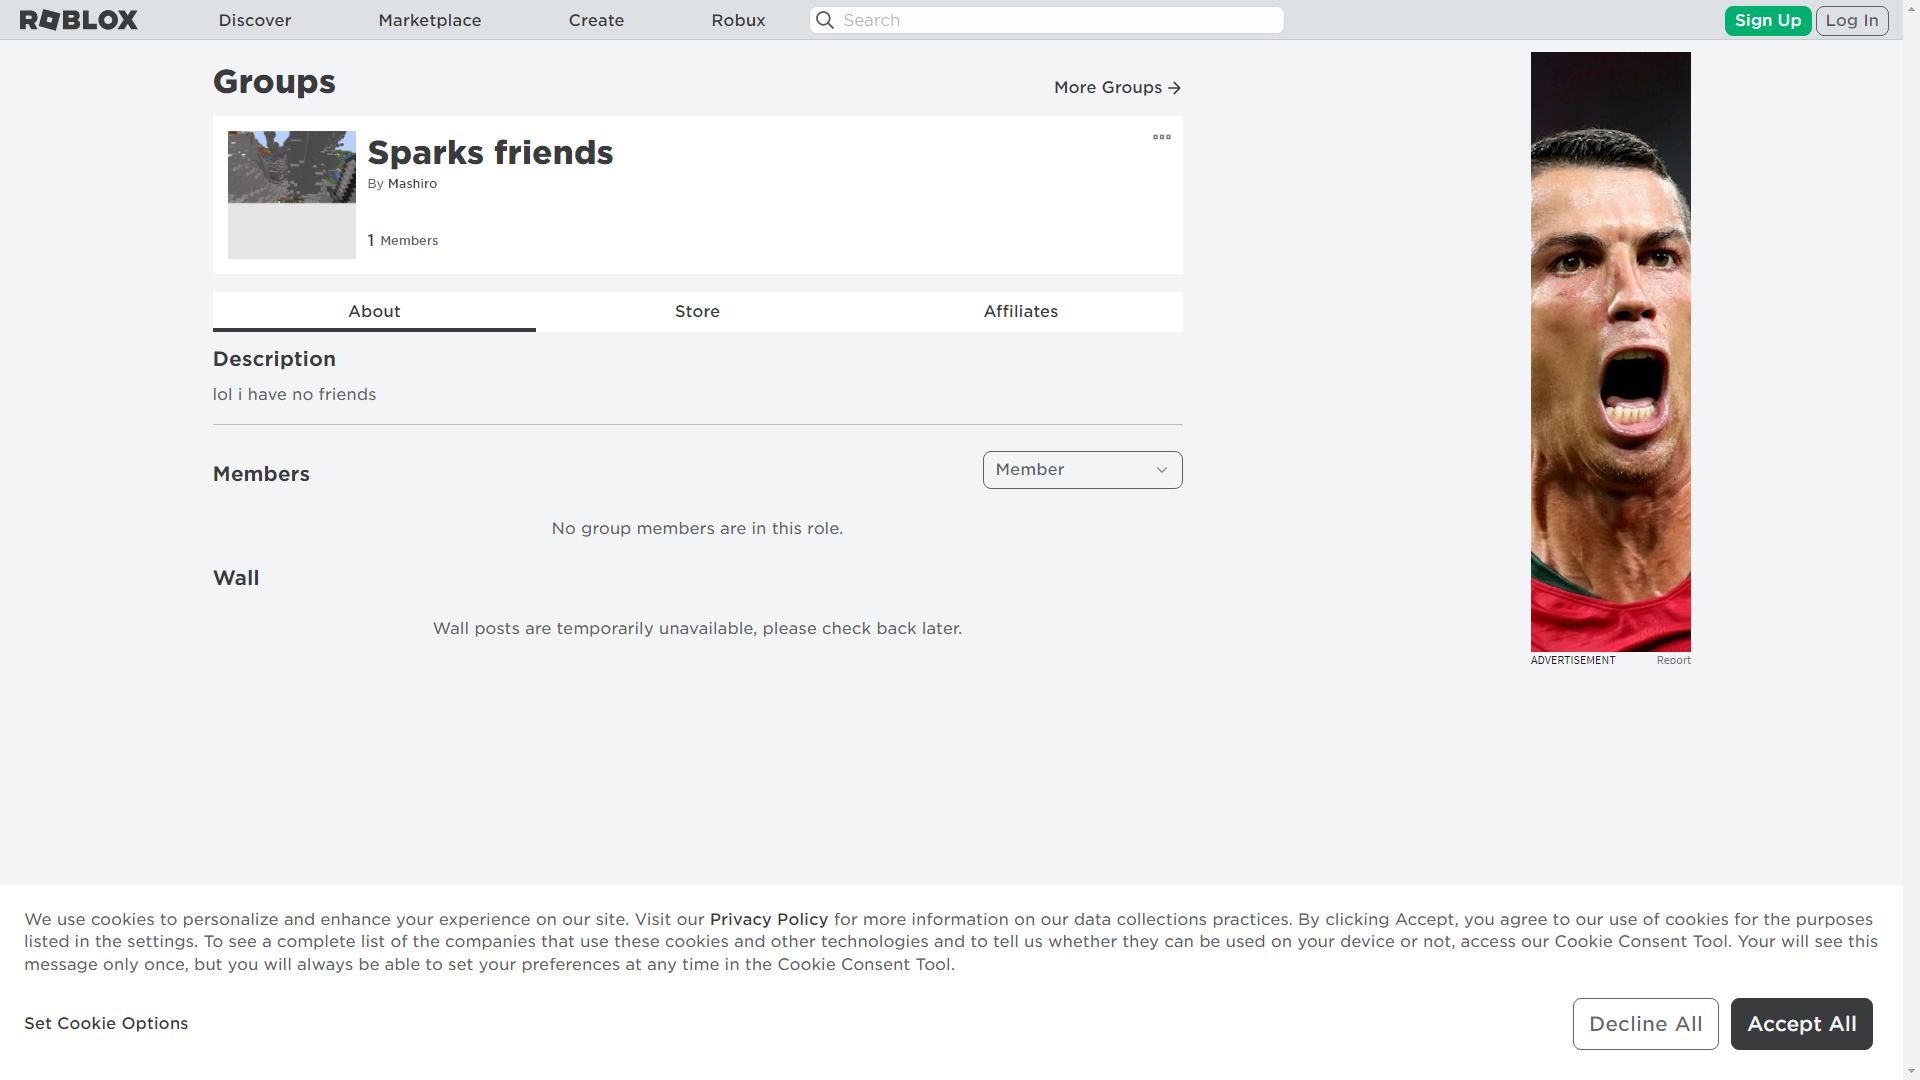 ROBLOX
Discover
Marketplace
Create
Robux
Search
Sign Up
Log In
Groups
More Groups
Sparks friends
By Mashiro
1 Members
About
Store
Affiliates
Description
lol i have no friends
Members
Member
No group members are in this role.
Wall
Wall posts are temporarily unavailable, please check back later.
ADVERTISEMENT
Report
We use cookies to personalize and enhance your experience on our site. Visit our Privacy Policy for more information on our data collections practices. By clicking Accept, you agree to our use of cookies for the purposes
listed in the settings. To see a complete list of the companies that use these cookies and other technologies and to tell us whether they can be used on your device or not, access our Cookie Consent Tool. Your will see this
message only once, but you will always be able to set your preferences at any time in the Cookie Consent Tool.
Set Cookie Options
Decline All
Accept All